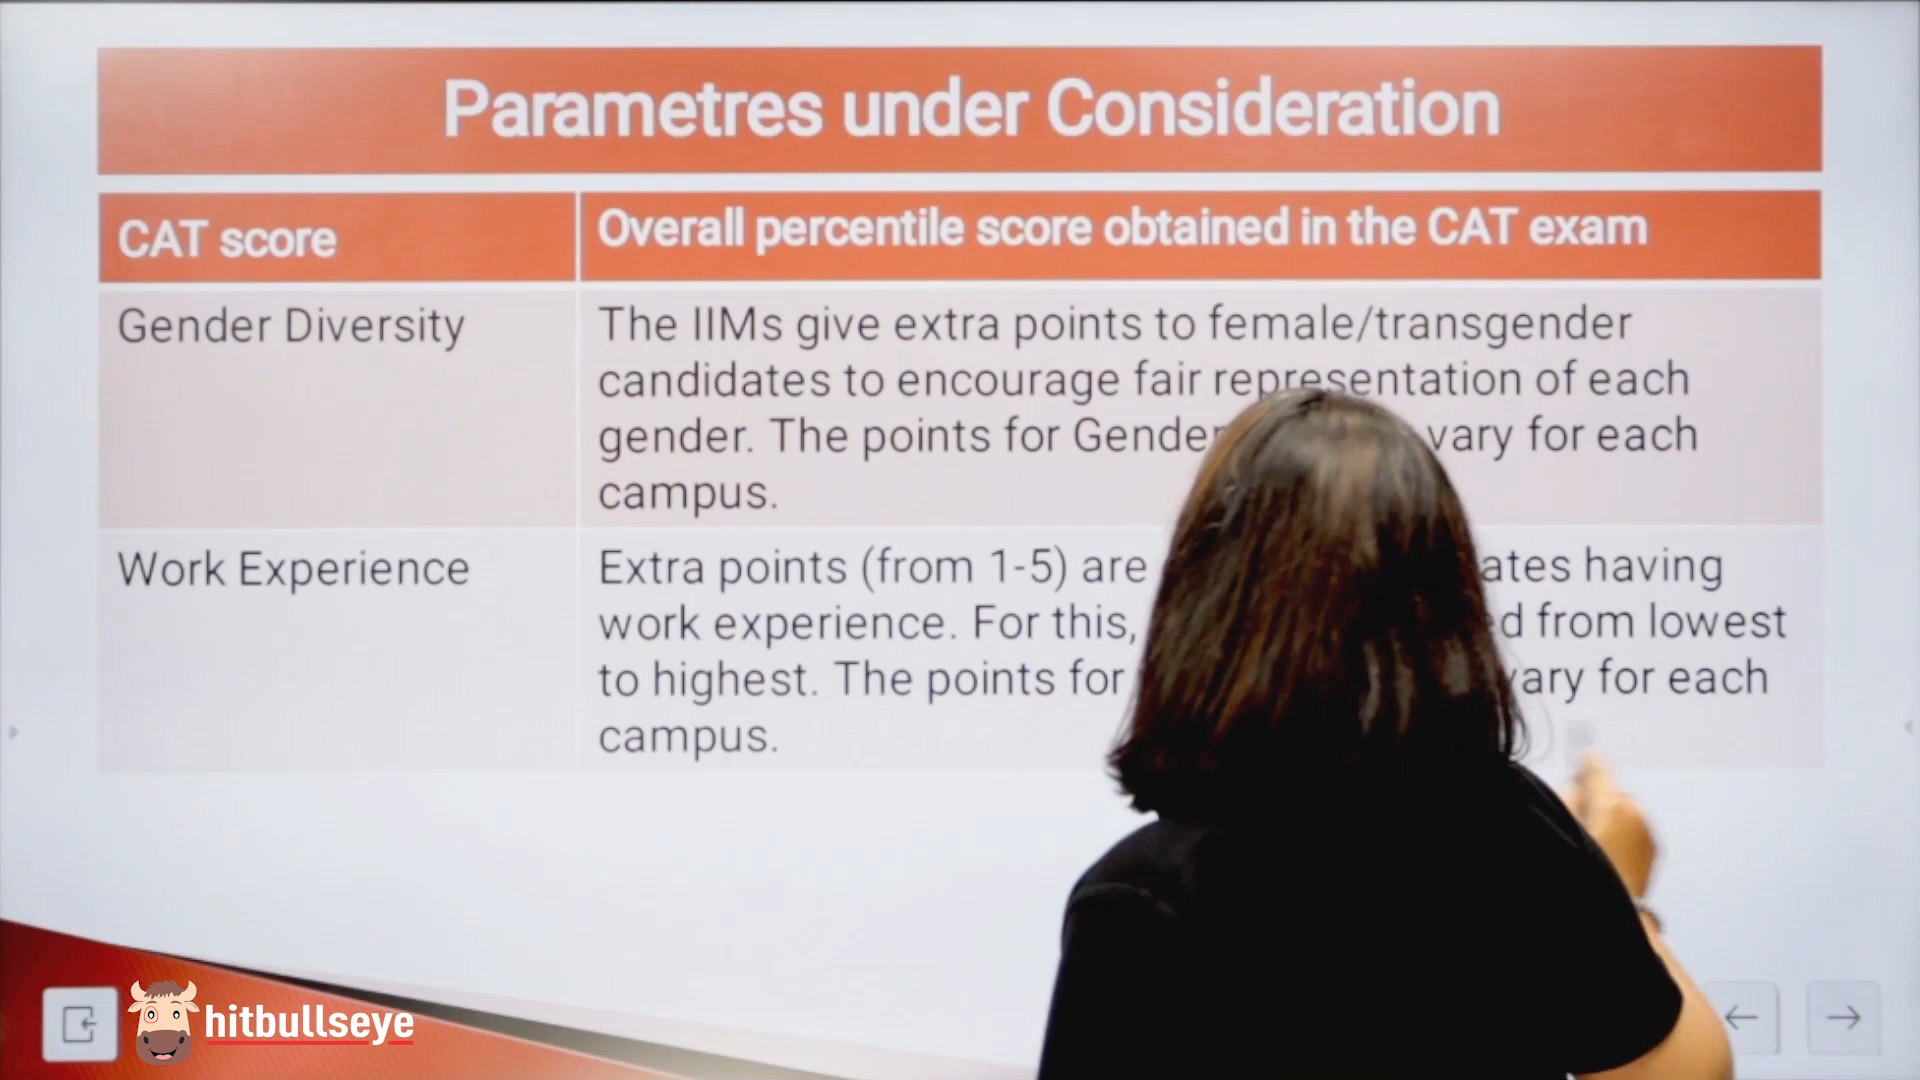 Parametres under Consideration
CAT score
Overall percentile score obtained in the CAT exam
Gender Diversity
The IIMs give extra points to female/transgender
candidates to encourage fair representation of each
gender. The points for Gender vary for each
campus.
Work Experience
Extra points (from 1-5) are having
work experience. For this, from lowest
to highest. The points for vary for each
campus.
hitbullseye